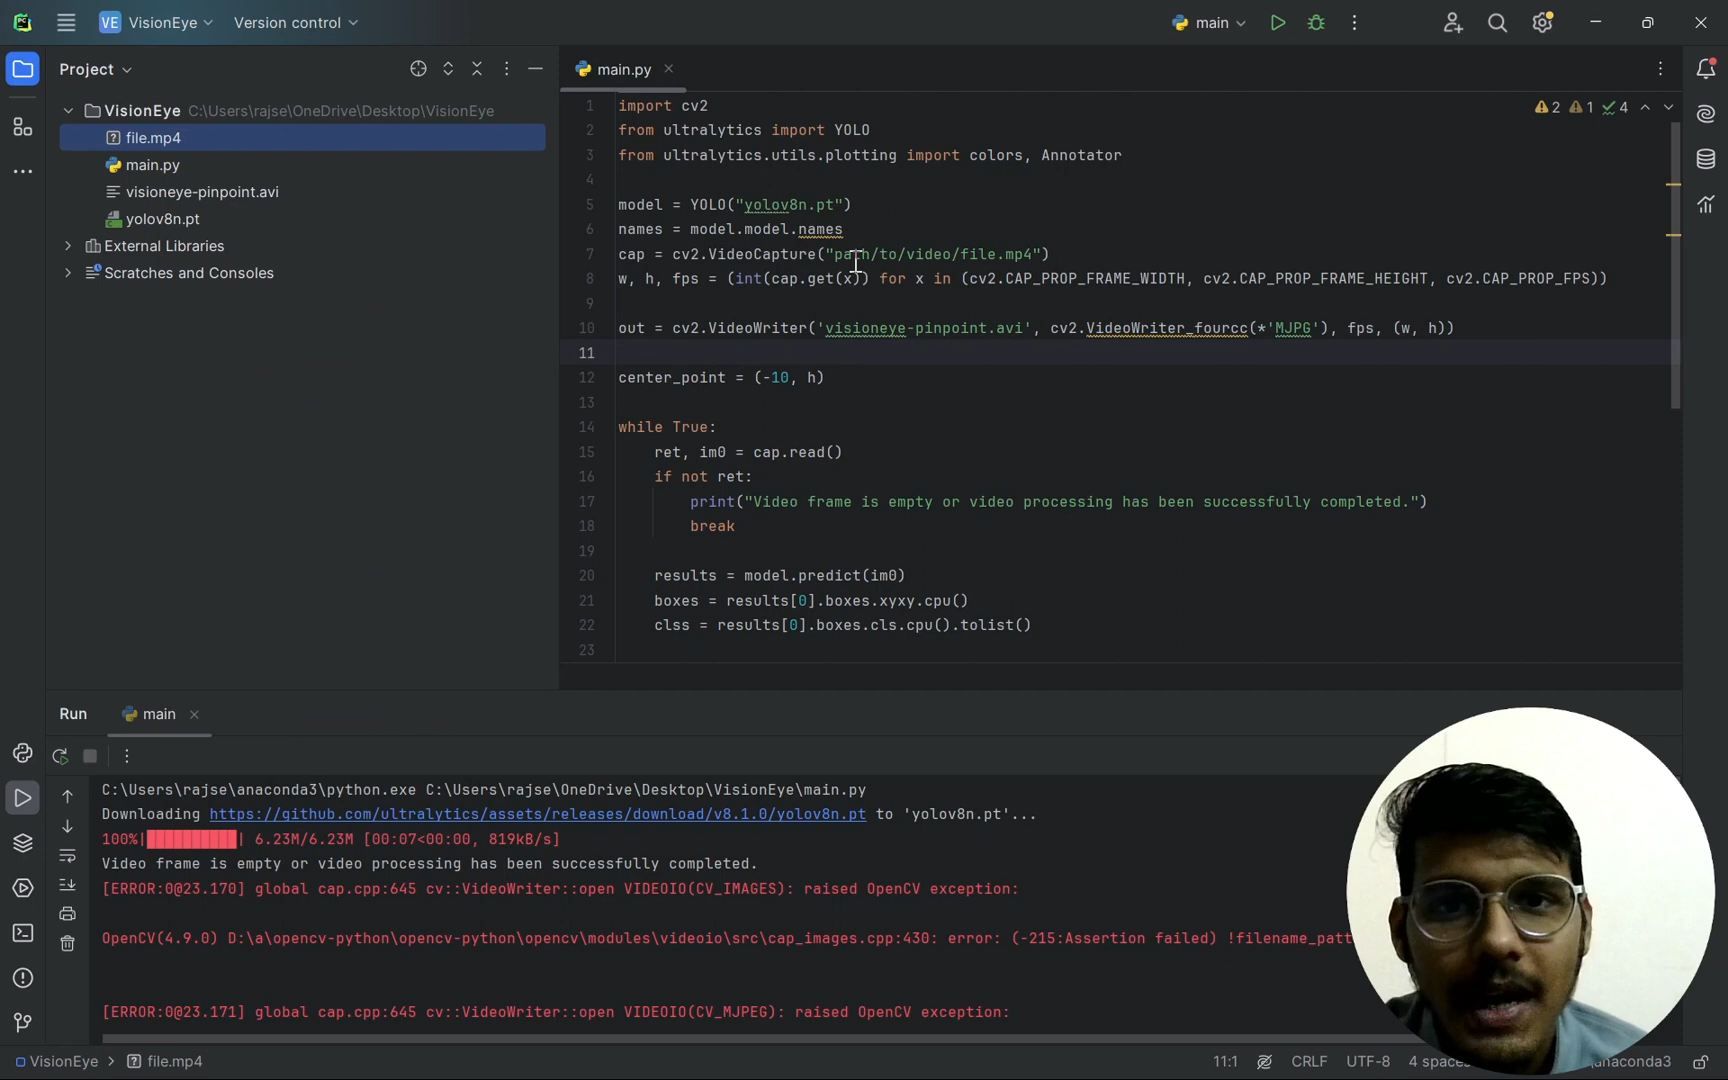 VE VisionEye Version control main
Project main.py
VisionEye C:\Users\rajse\OneDrive\Desktop\VisionEye
file.mp4
main.py
visioneye-pinpoint.avi
yolov8n.pt
External Libraries
Scratches and Consoles
2 1 4
1 import cv2
2 from ultralytics import YOLO
3 from ultralytics.utils.plotting import colors, Annotator
4
5 model = YOLO("yolov8n.pt")
6 names = model.model.names
7 cap = cv2.VideoCapture("path/to/video/file.mp4")
8 w, h, fps = (int(cap.get(x)) for x in (cv2.CAP_PROP_FRAME_WIDTH, cv2.CAP_PROP_FRAME_HEIGHT, cv2.CAP_PROP_FPS))
9
10 out = cv2.VideoWriter('visioneye-pinpoint.avi', cv2.VideoWriter_fourcc(*'MJPG'), fps, (w, h))
11
12 center_point = (-10, h)
13
14 while True:
15 ret, im0 = cap.read()
16 if not ret:
17 print("Video frame is empty or video processing has been successfully completed.")
18 break
19
20 results = model.predict(im0)
21 boxes = results[0].boxes.xyxy.cpu()
22 clss = results[0].boxes.cls.cpu().tolist()
23
Run main
C:\Users\rajse\anaconda3\python.exe C:\Users\rajse\OneDrive\Desktop\VisionEye\main.py
Downloading https://github.com/ultralytics/assets/releases/download/v8.1.0/yolov8n.pt to 'yolov8n.pt'...
100%|██████████| 6.23M/6.23M [00:07<00:00, 819kB/s]
Video frame is empty or video processing has been successfully completed.
[ERROR:0@23.170] global cap.cpp:645 cv::VideoWriter::open VIDEOIO(CV_IMAGES): raised OpenCV exception:
OpenCV(4.9.0) D:\a\opencv-python\opencv-python\opencv\modules\videoio\src\cap_images.cpp:430: error: (-215:Assertion failed) !filename_patt
[ERROR:0@23.171] global cap.cpp:645 cv::VideoWriter::open VIDEOIO(CV_MJPEG): raised OpenCV exception:
VisionEye file.mp4 11:1 CRLF UTF-8 4 spaces anaconda3